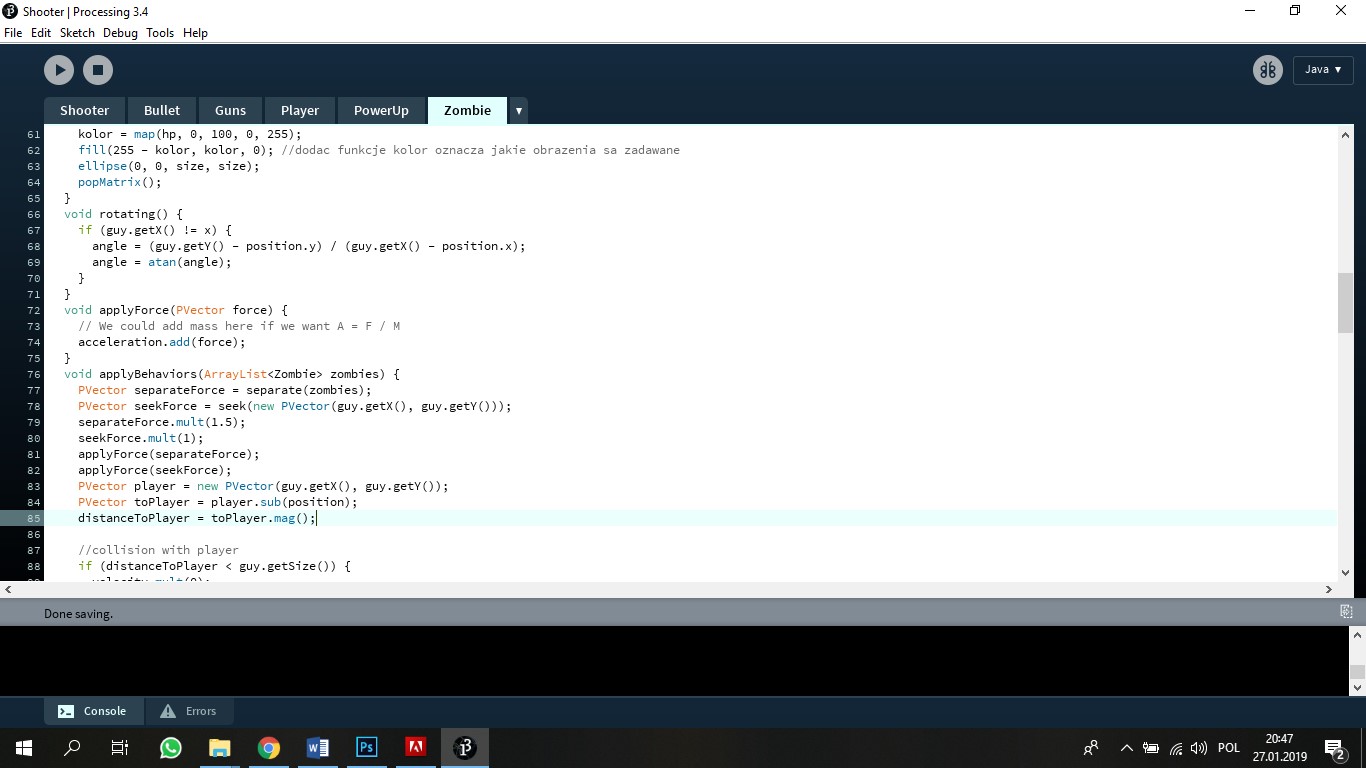 Shooter | Processing 3.4
File Edit Sketch Debug Tools Help
Java ▼
Shooter Bullet Guns Player PowerUp Zombie ▼
61 kolor = map(hp, 0, 100, 0, 255);
62 fill(255 - kolor, kolor, 0); //dodac funkcje kolor oznacza jakie obrazenia sa zadawane
63 ellipse(0, 0, size, size);
64 popMatrix();
65 }
66 void rotating() {
67 if (guy.getX() != x) {
68 angle = (guy.getY() - position.y) / (guy.getX() - position.x);
69 angle = atan(angle);
70 }
71 }
72 void applyForce(PVector force) {
73 // We could add mass here if we want A = F / M
74 acceleration.add(force);
75 }
76 void applyBehaviors(ArrayList<Zombie> zombies) {
77 PVector separateForce = separate(zombies);
78 PVector seekForce = seek(new PVector(guy.getX(), guy.getY()));
79 separateForce.mult(1.5);
80 seekForce.mult(1);
81 applyForce(separateForce);
82 applyForce(seekForce);
83 PVector player = new PVector(guy.getX(), guy.getY());
84 PVector toPlayer = player.sub(position);
85 distanceToPlayer = toPlayer.mag();
86
87 //collision with player
88 if (distanceToPlayer < guy.getSize()) {
Done saving.
Console Errors
POL
20:47
27.01.2019
2